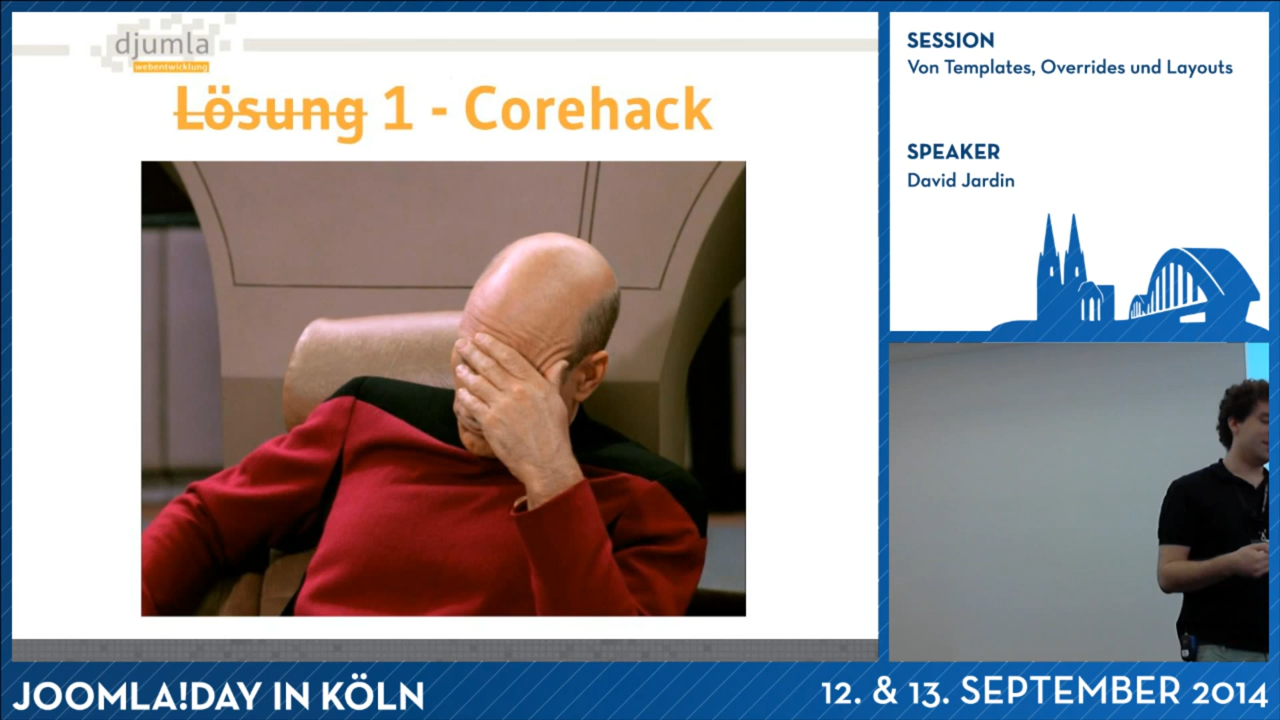 djumla
webentwicklung
Lösung 1 - Corehack
SESSION
Von Templates, Overrides und Layouts
SPEAKER
David Jardin
JOOMLA!DAY IN KÖLN
12. & 13. SEPTEMBER 2014